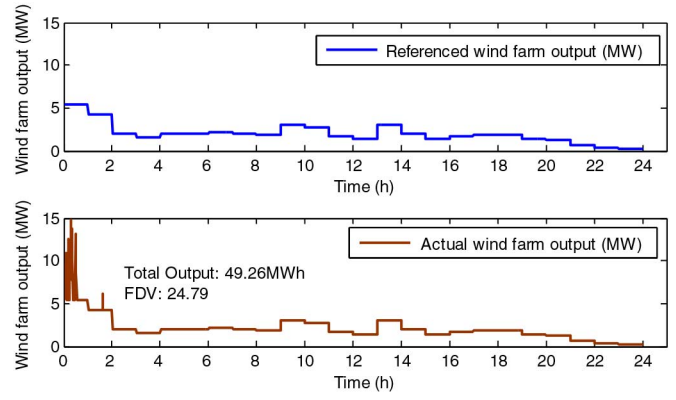 Wind farm output (MW)
15
10
5
0
Referenced wind farm output (MW)
0 2 4 6 8 10 12 14 16 18 20 22 24
Time (h)
Wind farm output (MW)
15
10
5
0
Actual wind farm output (MW)
Total Output: 49.26MWh
FDV: 24.79
0 2 4 6 8 10 12 14 16 18 20 22 24
Time (h)